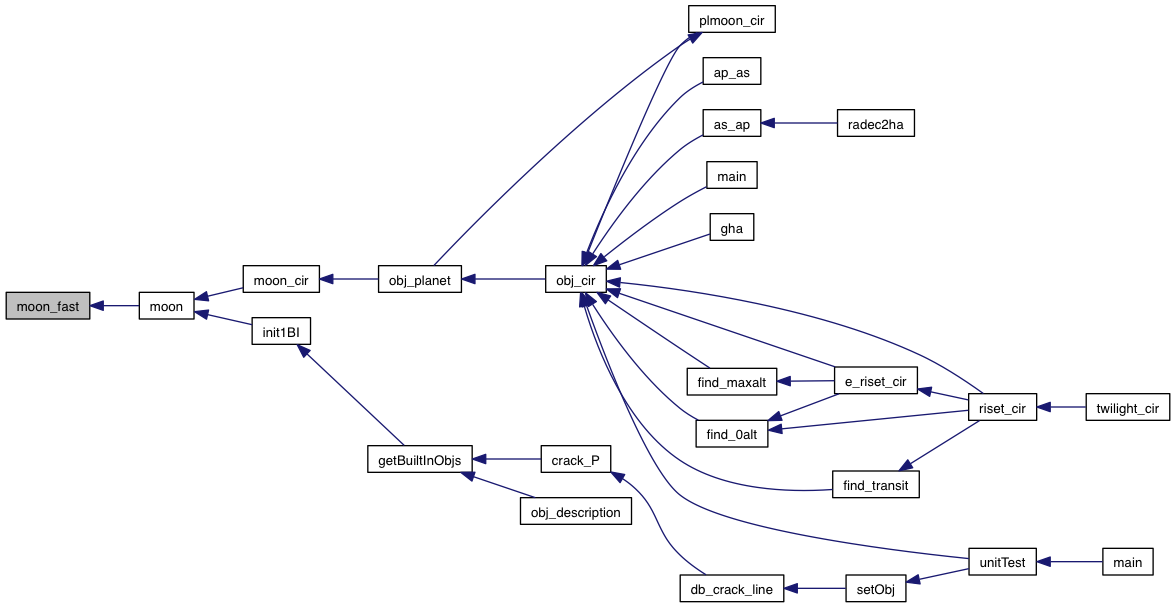 plmoon_cir
ap_as
as_ap
radec2ha
main
gha
moon_cir
obj_planet
obj_cir
moon_fast
moon
init1BI
find_maxalt
e_riset_cir
riset_cir
twilight_cir
find_0alt
getBuiltInObjs
crack_P
find_transit
obj_description
unitTest
main
db_crack_line
setObj